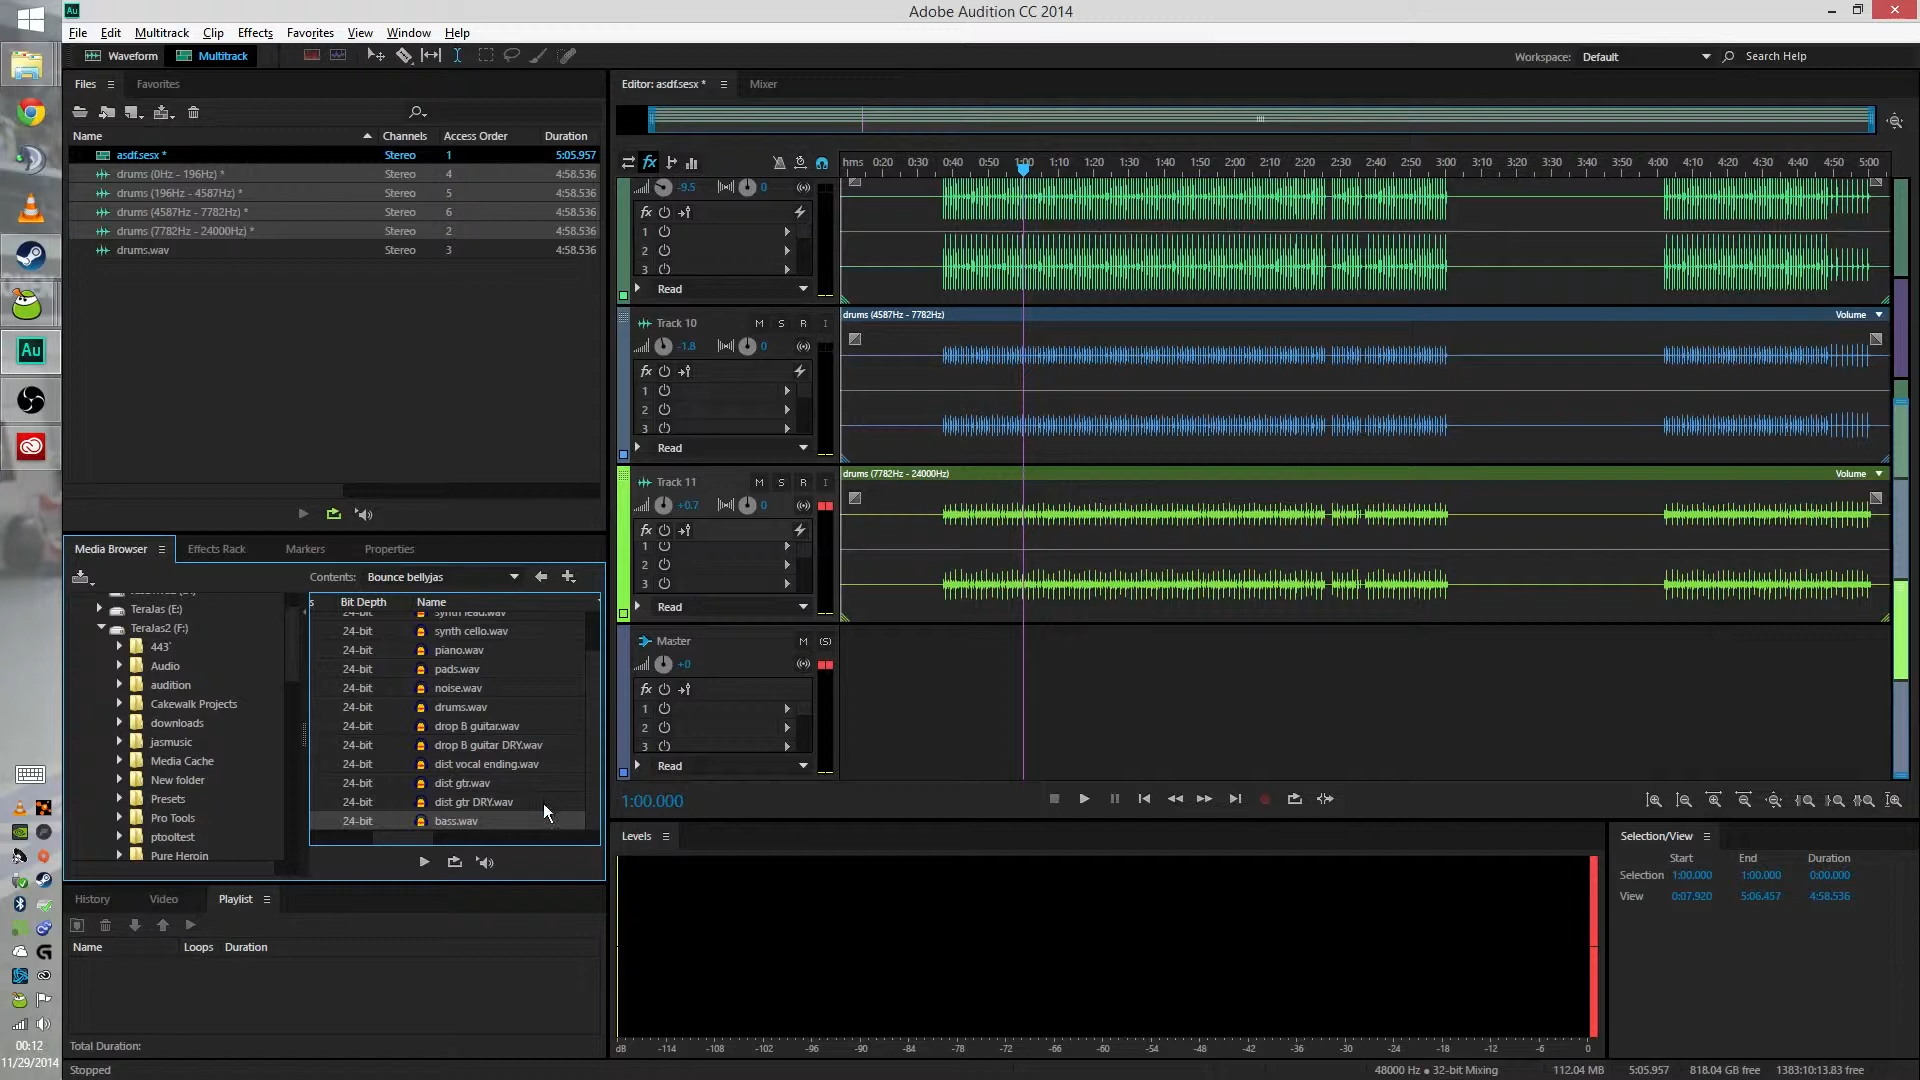 Adobe Audition CC 2014
File Edit Multitrack Clip Effects Favorites View Window Help
Waveform Multitrack
Workspace: Default Search Help
Files Favorites
Name Channels Access Order Duration
asdf.sesx * Stereo 1 5:05.957
drums (0Hz - 196Hz) * Stereo 4 4:58.536
drums (196Hz - 4587Hz) * Stereo 5 4:58.536
drums (4587Hz - 7782Hz) * Stereo 6 4:58.536
drums (7782Hz - 24000Hz) * Stereo 2 4:58.536
drums.wav Stereo 3 4:58.536
Media Browser Effects Rack Markers Properties
Contents: Bounce bellyjas
TeraJas (E:)
TeraJas2 (F:)
443`
Audio
audition
Cakewalk Projects
downloads
jasmusic
Media Cache
New folder
Presets
Pro Tools
ptooltest
Pure Heroin
s Bit Depth Name
24-bit synth lead.wav
24-bit synth cello.wav
24-bit piano.wav
24-bit pads.wav
24-bit noise.wav
24-bit drums.wav
24-bit drop B guitar.wav
24-bit drop B guitar DRY.wav
24-bit dist vocal ending.wav
24-bit dist gtr.wav
24-bit dist gtr DRY.wav
24-bit bass.wav
History Video Playlist
Name Loops Duration
Total Duration:
Stopped
Editor: asdf.sesx * Mixer
fx
hms 0:20 0:30 0:40 0:50 1:00 1:10 1:20 1:30 1:40 1:50 2:00 2:10 2:20 2:30 2:40 2:50 3:00 3:10 3:20 3:30 3:40 3:50 4:00 4:10 4:20 4:30 4:40 4:50 5:00
-9.5 0
fx
1
2
3
Read
Track 10 M S R I
-1.8 0
fx
1
2
3
Read
drums (4587Hz - 7782Hz) Volume
Track 11 M S R I
+0.7 0
fx
1
2
3
Read
drums (7782Hz - 24000Hz) Volume
Master M (S)
+0
fx
1
2
3
Read
1:00.000
Levels
dB -114 -108 -102 -96 -90 -84 -78 -72 -66 -60 -54 -48 -42 -36 -30 -24 -18 -12 -6 0
Selection/View
Start End Duration
Selection 1:00.000 1:00.000 0:00.000
View 0:07.920 5:06.457 4:58.536
48000 Hz ● 32-bit Mixing 112.04 MB 5:05.957 818.04 GB free 1383:10:13.83 free
Au
Au
00:12
11/29/2014